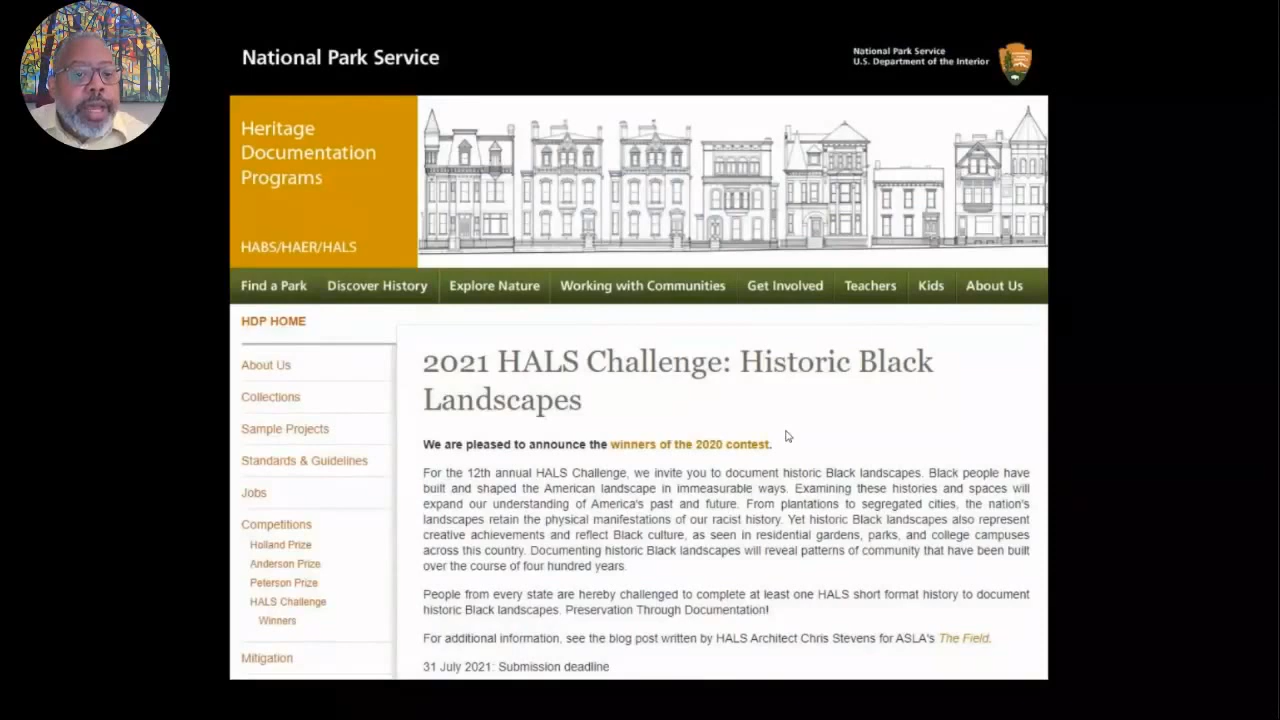 National Park Service
National Park Service
U.S. Department of the Interior
Heritage
Documentation
Programs
HABS/HAER/HALS
Find a Park Discover History Explore Nature Working with Communities Get Involved Teachers Kids About Us
HDP HOME
About Us
Collections
Sample Projects
Standards & Guidelines
Jobs
Competitions
Holland Prize
Anderson Prize
Peterson Prize
HALS Challenge
Winners
Mitigation
2021 HALS Challenge: Historic Black
Landscapes
We are pleased to announce the winners of the 2020 contest.
For the 12th annual HALS Challenge, we invite you to document historic Black landscapes. Black people have
built and shaped the American landscape in immeasurable ways. Examining these histories and spaces will
expand our understanding of America's past and future. From plantations to segregated cities, the nation's
landscapes retain the physical manifestations of our racist history. Yet historic Black landscapes also represent
creative achievements and reflect Black culture, as seen in residential gardens, parks, and college campuses
across this country. Documenting historic Black landscapes will reveal patterns of community that have been built
over the course of four hundred years.
People from every state are hereby challenged to complete at least one HALS short format history to document
historic Black landscapes. Preservation Through Documentation!
For additional information, see the blog post written by HALS Architect Chris Stevens for ASLA's The Field.
31 July 2021: Submission deadline